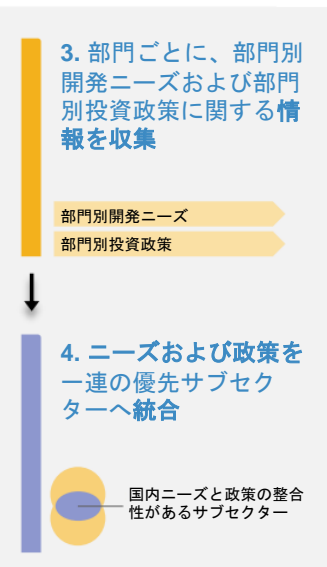 3. 部門ごとに、部門別
開発ニーズおよび部門
別投資政策に関する情
報を収集
部門別開発ニーズ
部門別投資政策
4. ニーズおよび政策を
一連の優先サブセク
ターへ統合
国内ニーズと政策の整合
性があるサブセクター